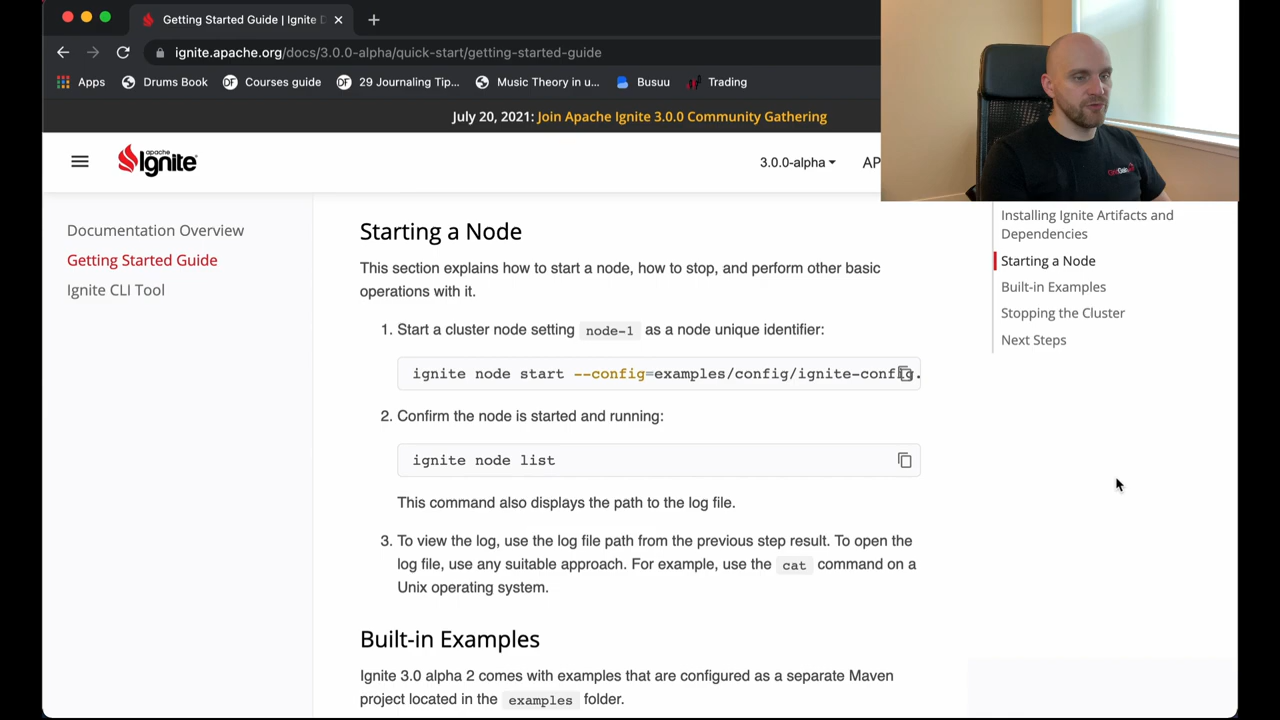 Getting Started Guide | Ignite D
ignite.apache.org/docs/3.0.0-alpha/quick-start/getting-started-guide
Apps
Drums Book
Courses guide
29 Journaling Tip...
Music Theory in u...
Busuu
Trading
July 20, 2021: Join Apache Ignite 3.0.0 Community Gathering
APACHE
Ignite
3.0.0-alpha
AP
Documentation Overview
Getting Started Guide
Ignite CLI Tool
Starting a Node
This section explains how to start a node, how to stop, and perform other basic
operations with it.
1. Start a cluster node setting node-1 as a node unique identifier:
ignite node start --config=examples/config/ignite-config.
2. Confirm the node is started and running:
ignite node list
This command also displays the path to the log file.
3. To view the log, use the log file path from the previous step result. To open the
log file, use any suitable approach. For example, use the cat command on a
Unix operating system.
Built-in Examples
Ignite 3.0 alpha 2 comes with examples that are configured as a separate Maven
project located in the examples folder.
Installing Ignite Artifacts and
Dependencies
Starting a Node
Built-in Examples
Stopping the Cluster
Next Steps